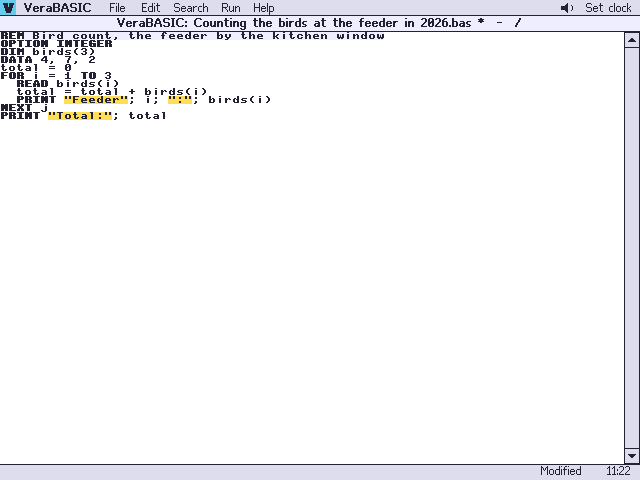 VeraBASIC File Edit Search Run Help Set clock
VeraBASIC: Counting the birds at the feeder in 2026.bas * - /
REM Bird count, the feeder by the kitchen window
OPTION INTEGER
DIM birds(3)
DATA 4, 7, 2
total = 0
FOR i = 1 TO 3
  READ birds(i)
  total = total + birds(i)
  PRINT "Feeder"; i; ":"; birds(i)
NEXT j
PRINT "Total:"; total
Modified 11:22